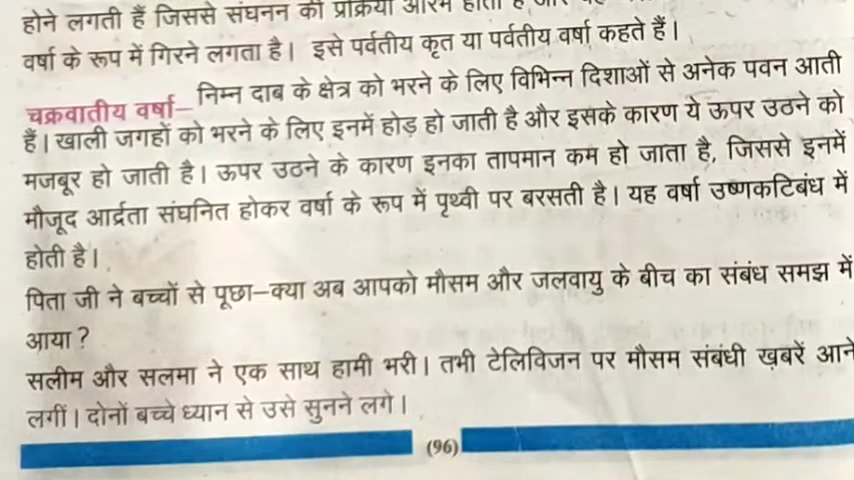 होने लगती हैं जिससे संघनन की प्रक्रिया आरंभ होती है और
वर्षा के रूप में गिरने लगता है। इसे पर्वतीय कृत या पर्वतीय वर्षा कहते हैं।
चक्रवातीय वर्षा– निम्न दाब के क्षेत्र को भरने के लिए विभिन्न दिशाओं से अनेक पवन आती
हैं। खाली जगहों को भरने के लिए इनमें होड़ हो जाती है और इसके कारण ये ऊपर उठने को
मजबूर हो जाती है। ऊपर उठने के कारण इनका तापमान कम हो जाता है, जिससे इनमें
मौजूद आर्द्रता संघनित होकर वर्षा के रूप में पृथ्वी पर बरसती है। यह वर्षा उष्णकटिबंध में
होती है।
पिता जी ने बच्चों से पूछा–क्या अब आपको मौसम और जलवायु के बीच का संबंध समझ में
आया?
सलीम और सलमा ने एक साथ हामी भरी। तभी टेलिविजन पर मौसम संबंधी ख़बरें आने
लगीं। दोनों बच्चे ध्यान से उसे सुनने लगे।
(96)